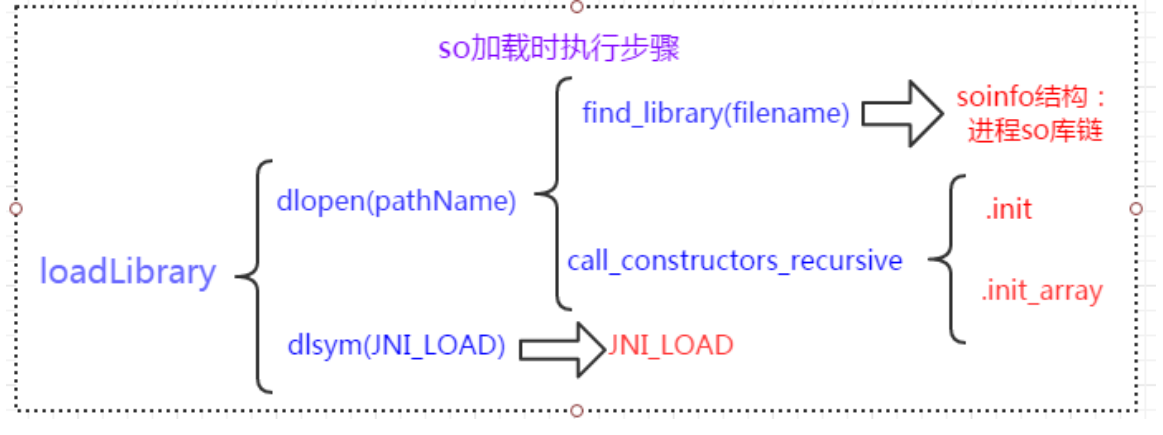 so加载时执行步骤
find_library(filename)
soinfo结构：
进程so库链
dlopen(pathName)
.init
call_constructors_recursive
loadLibrary
.init_array
dlsym(JNI_LOAD)
JNI_LOAD